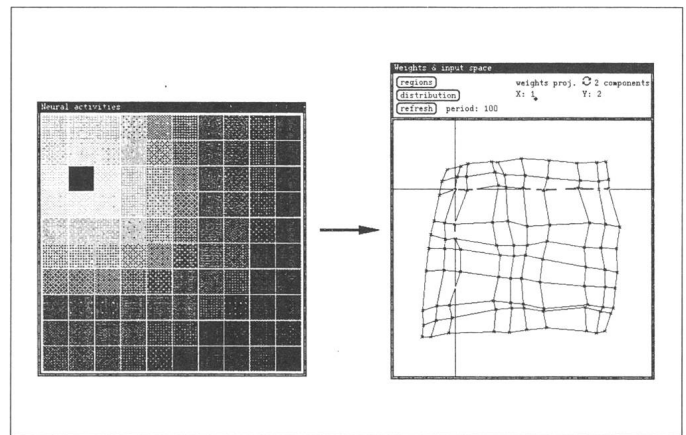 Neural activities
Weights & input space
regions
weights proj. 2 components
distribution
X: 1 Y: 2
refresh period: 100